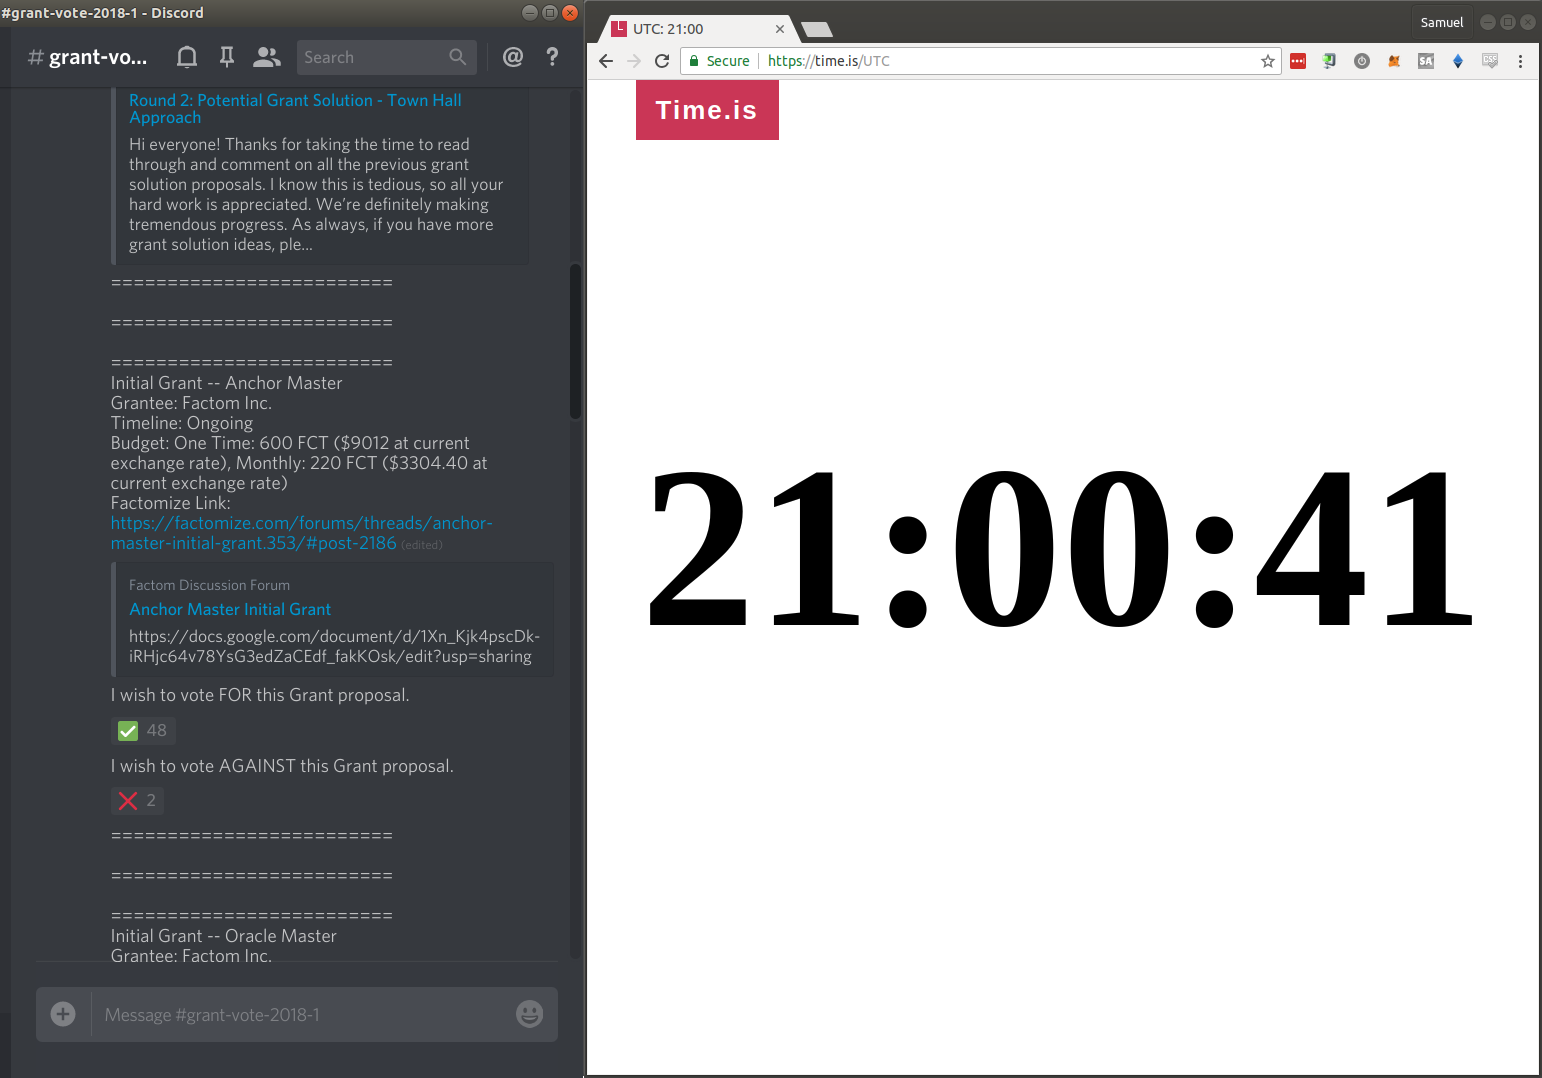 #grant-vote-2018-1 - Discord
# grant-vo...
Search
@ ?
Round 2: Potential Grant Solution - Town Hall
Approach
Hi everyone! Thanks for taking the time to read
through and comment on all the previous grant
solution proposals. I know this is tedious, so all your
hard work is appreciated. We're definitely making
tremendous progress. As always, if you have more
grant solution ideas, ple...
=========================
=========================
=========================
Initial Grant -- Anchor Master
Grantee: Factom Inc.
Timeline: Ongoing
Budget: One Time: 600 FCT ($9012 at current
exchange rate), Monthly: 220 FCT ($3304.40 at
current exchange rate)
Factomize Link:
https://factomize.com/forums/threads/anchor-
master-initial-grant.353/#post-2186 (edited)
Factom Discussion Forum
Anchor Master Initial Grant
https://docs.google.com/document/d/1Xn_Kjk4pscDk-
iRHjc64v78YsG3edZaCEdf_fakKOsk/edit?usp=sharing
I wish to vote FOR this Grant proposal.
48
I wish to vote AGAINST this Grant proposal.
2
=========================
=========================
=========================
Initial Grant -- Oracle Master
Grantee: Factom Inc.
Message #grant-vote-2018-1
UTC: 21:00
Samuel
Secure
https://time.is/UTC
SA
CSF
Time.is
21:00:41